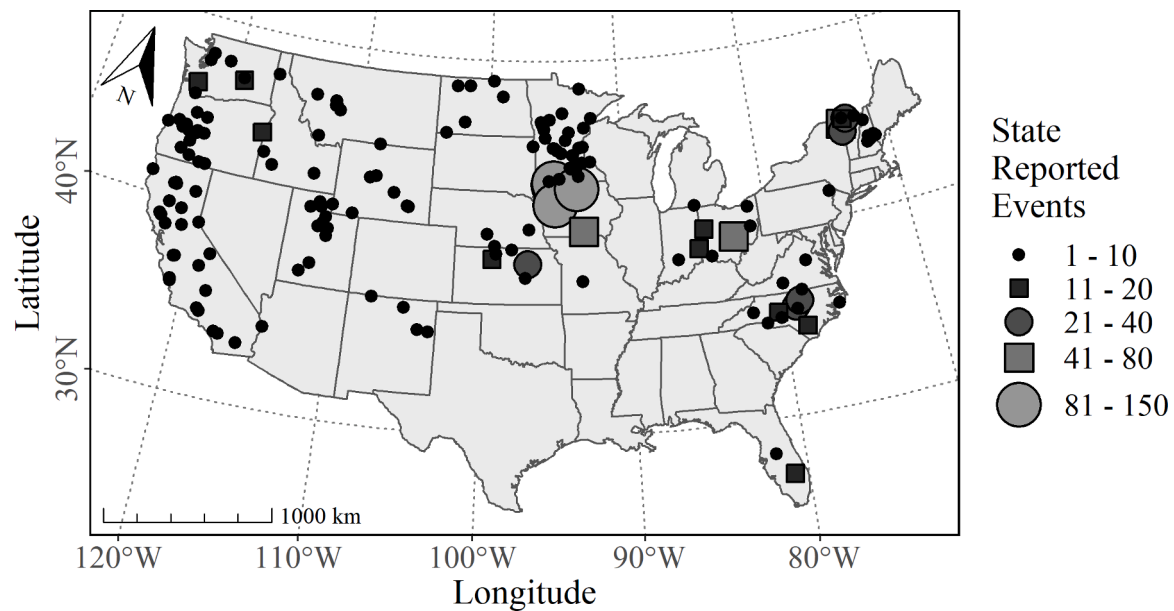 N
40°N
30°N
Latitude
1000 km
120°W
110°W
100°W
90°W
80°W
Longitude
State
Reported
Events
1 - 10
11 - 20
21 - 40
41 - 80
81 - 150